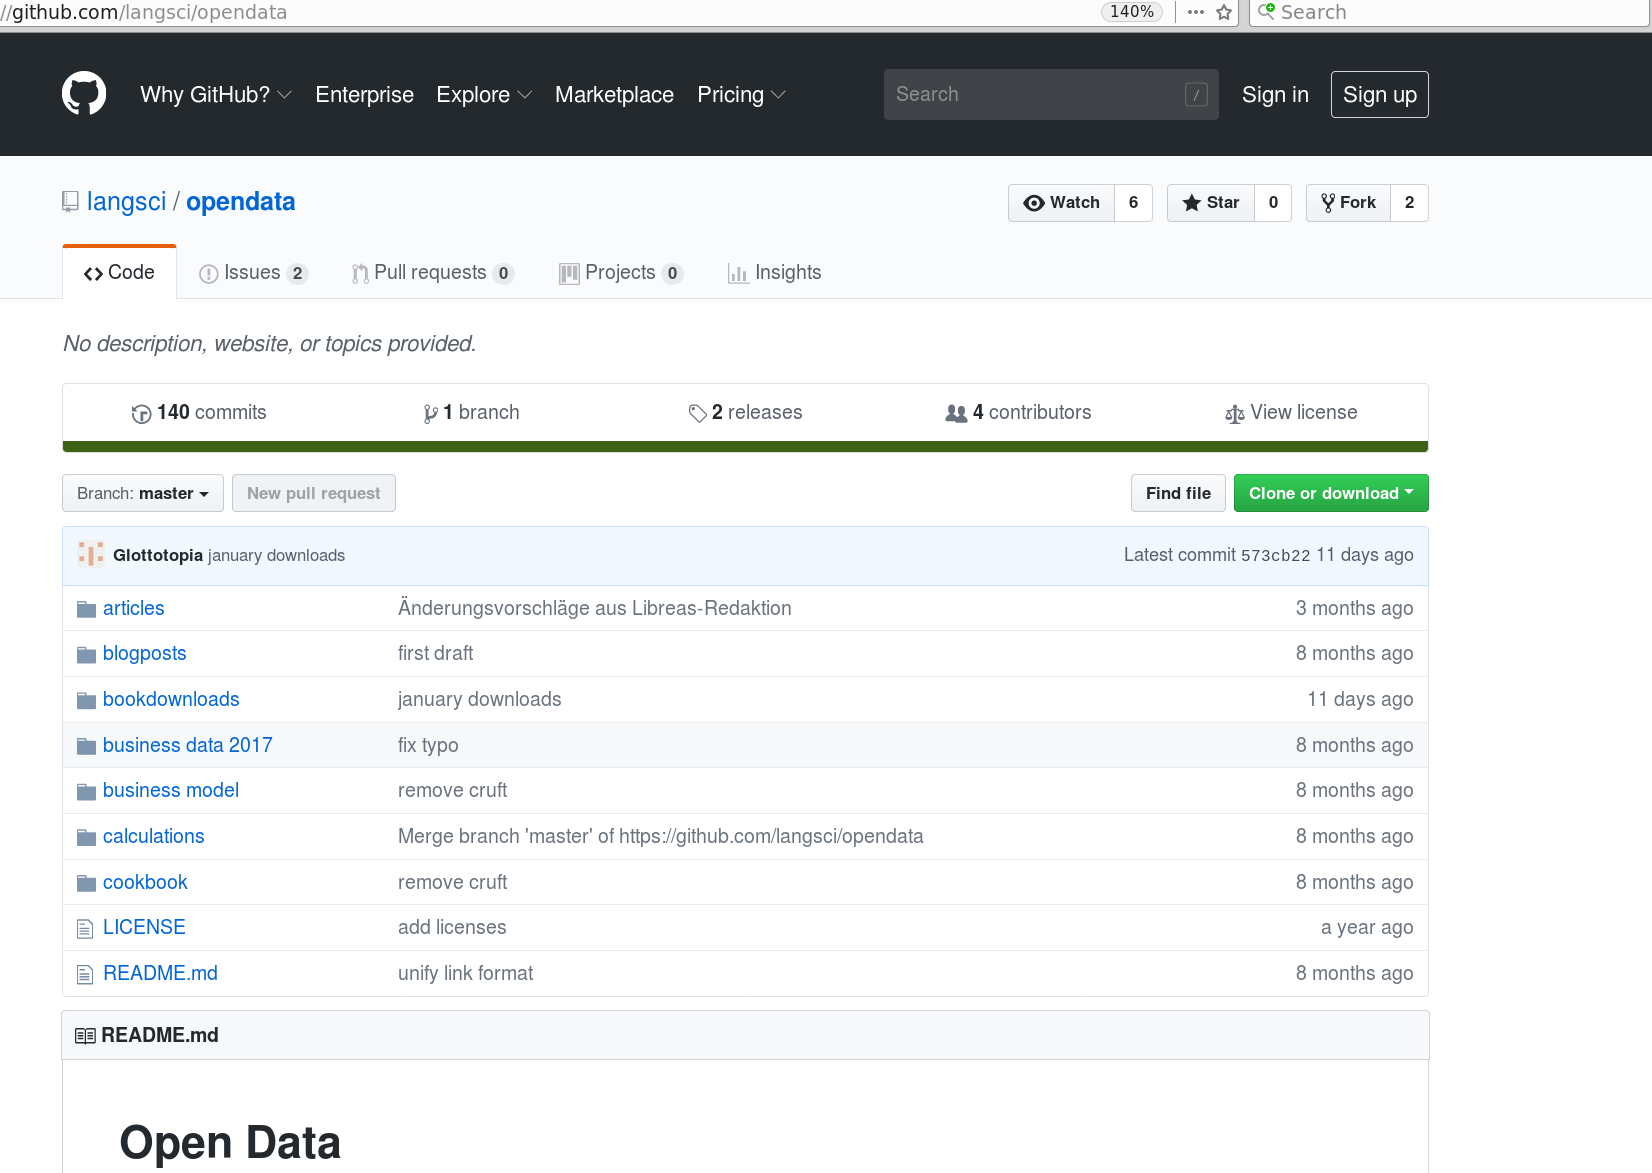 //github.com/langsci/opendata 140% ••• Search
Why GitHub? Enterprise Explore Marketplace Pricing Search / Sign in Sign up
langsci / opendata Watch 6 Star 0 Fork 2
Code Issues 2 Pull requests 0 Projects 0 Insights
No description, website, or topics provided.
140 commits 1 branch 2 releases 4 contributors View license
Branch: master New pull request Find file Clone or download
Glottotopia january downloads Latest commit 573cb22 11 days ago
articles Änderungsvorschläge aus Libreas-Redaktion 3 months ago
blogposts first draft 8 months ago
bookdownloads january downloads 11 days ago
business data 2017 fix typo 8 months ago
business model remove cruft 8 months ago
calculations Merge branch 'master' of https://github.com/langsci/opendata 8 months ago
cookbook remove cruft 8 months ago
LICENSE add licenses a year ago
README.md unify link format 8 months ago
README.md
Open Data